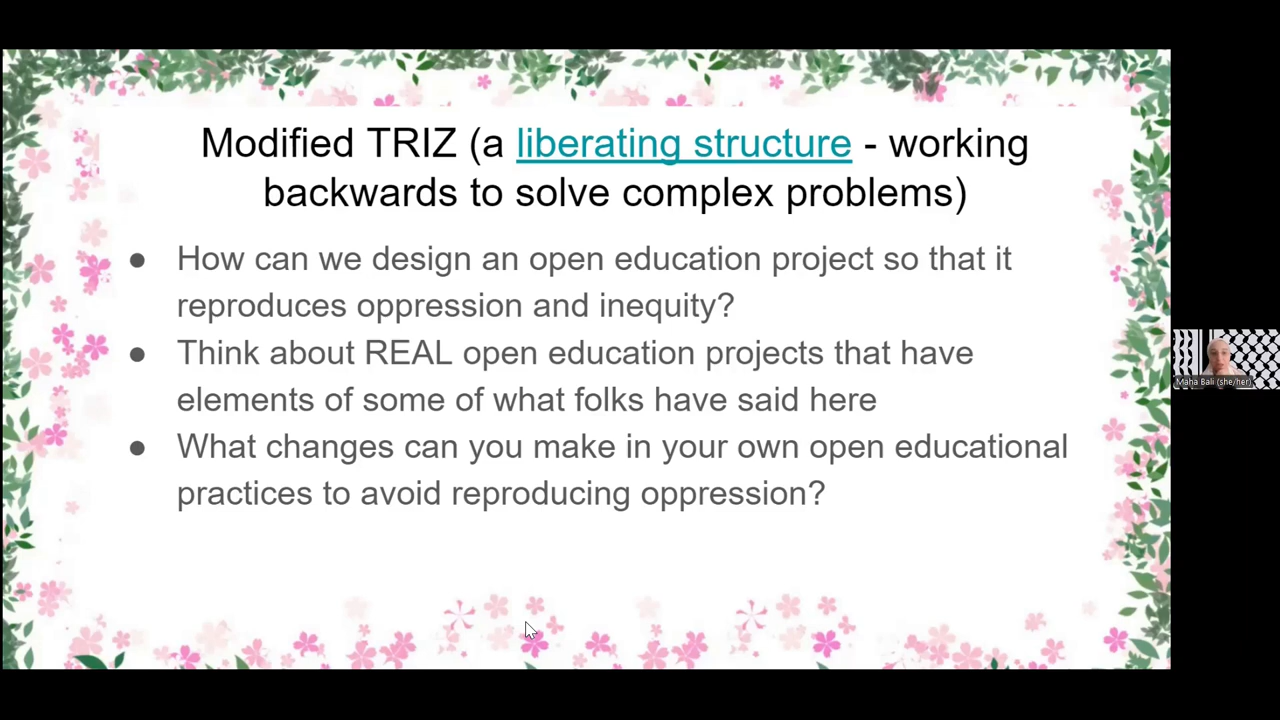 Modified TRIZ (a liberating structure - working
backwards to solve complex problems)
● How can we design an open education project so that it
reproduces oppression and inequity?
● Think about REAL open education projects that have
elements of some of what folks have said here
● What changes can you make in your own open educational
practices to avoid reproducing oppression?
Maha Bali (she/her)